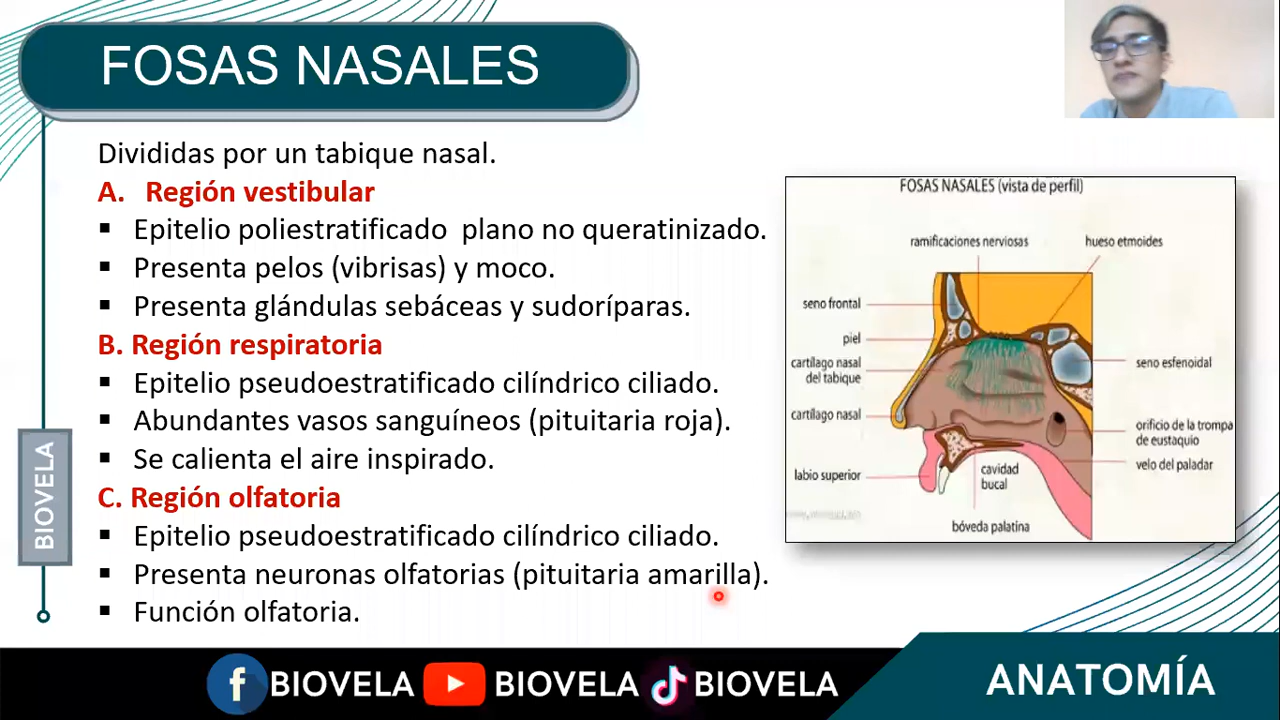 FOSAS NASALES
Divididas por un tabique nasal.
A. Región vestibular
▪ Epitelio poliestratificado plano no queratinizado.
▪ Presenta pelos (vibrisas) y moco.
▪ Presenta glándulas sebáceas y sudoríparas.
B. Región respiratoria
▪ Epitelio pseudoestratificado cilíndrico ciliado.
▪ Abundantes vasos sanguíneos (pituitaria roja).
▪ Se calienta el aire inspirado.
C. Región olfatoria
▪ Epitelio pseudoestratificado cilíndrico ciliado.
▪ Presenta neuronas olfatorias (pituitaria amarilla).
▪ Función olfatoria.
BIOVELA
FOSAS NASALES (vista de perfil)
ramificaciones nerviosas
hueso etmoides
seno frontal
piel
cartílago nasal
del tabique
cartílago nasal
labio superior
seno esfenoidal
orificio de la trompa
de eustaquio
velo del paladar
cavidad
bucal
bóveda palatina
BIOVELA
BIOVELA
BIOVELA
ANATOMÍA